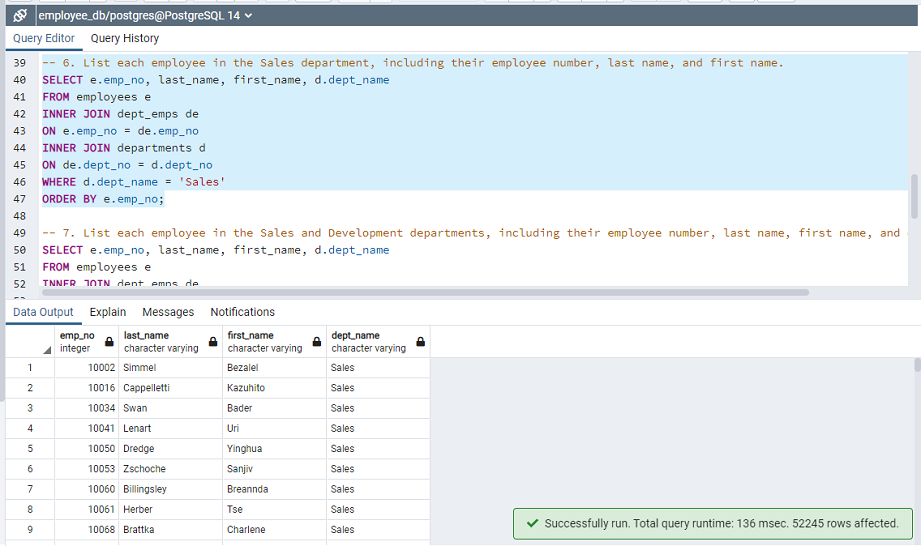 employee_db/postgres@PostgreSQL 14
Query Editor Query History
39 -- 6. List each employee in the Sales department, including their employee number, last name, and first name.
40 SELECT e.emp_no, last_name, first_name, d.dept_name
41 FROM employees e
42 INNER JOIN dept_emps de
43 ON e.emp_no = de.emp_no
44 INNER JOIN departments d
45 ON de.dept_no = d.dept_no
46 WHERE d.dept_name = 'Sales'
47 ORDER BY e.emp_no;
48
49 -- 7. List each employee in the Sales and Development departments, including their employee number, last name, first name, and
50 SELECT e.emp_no, last_name, first_name, d.dept_name
51 FROM employees e
52 INNER JOIN dept_emps de
Data Output Explain Messages Notifications
emp_no last_name first_name dept_name
integer character varying character varying character varying
1 10002 Simmel Bezalel Sales
2 10016 Cappelletti Kazuhito Sales
3 10034 Swan Bader Sales
4 10041 Lenart Uri Sales
5 10050 Dredge Yinghua Sales
6 10053 Zschoche Sanjiv Sales
7 10060 Billingsley Breannda Sales
8 10061 Herber Tse Sales
9 10068 Brattka Charlene Sales
Successfully run. Total query runtime: 136 msec. 52245 rows affected.